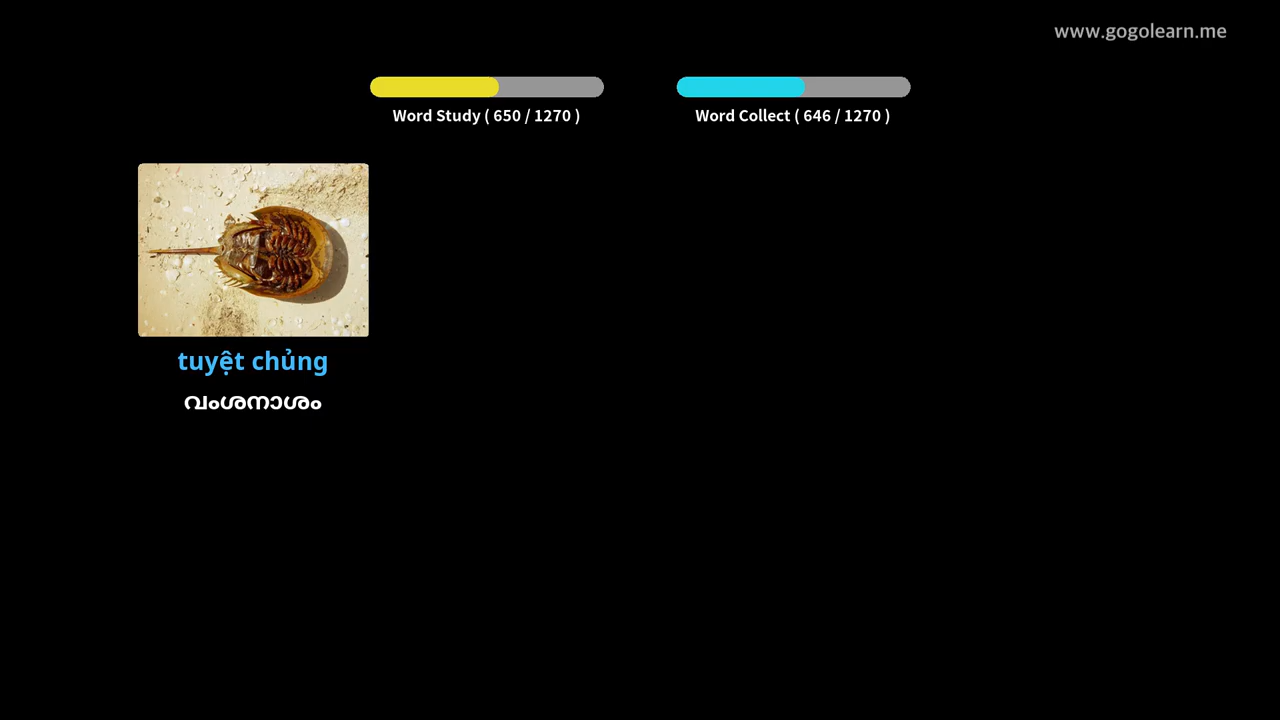 www.gogolearn.me
Word Study ( 650 / 1270 )
Word Collect ( 646 / 1270 )
tuyệt chủng
വംശനാശം